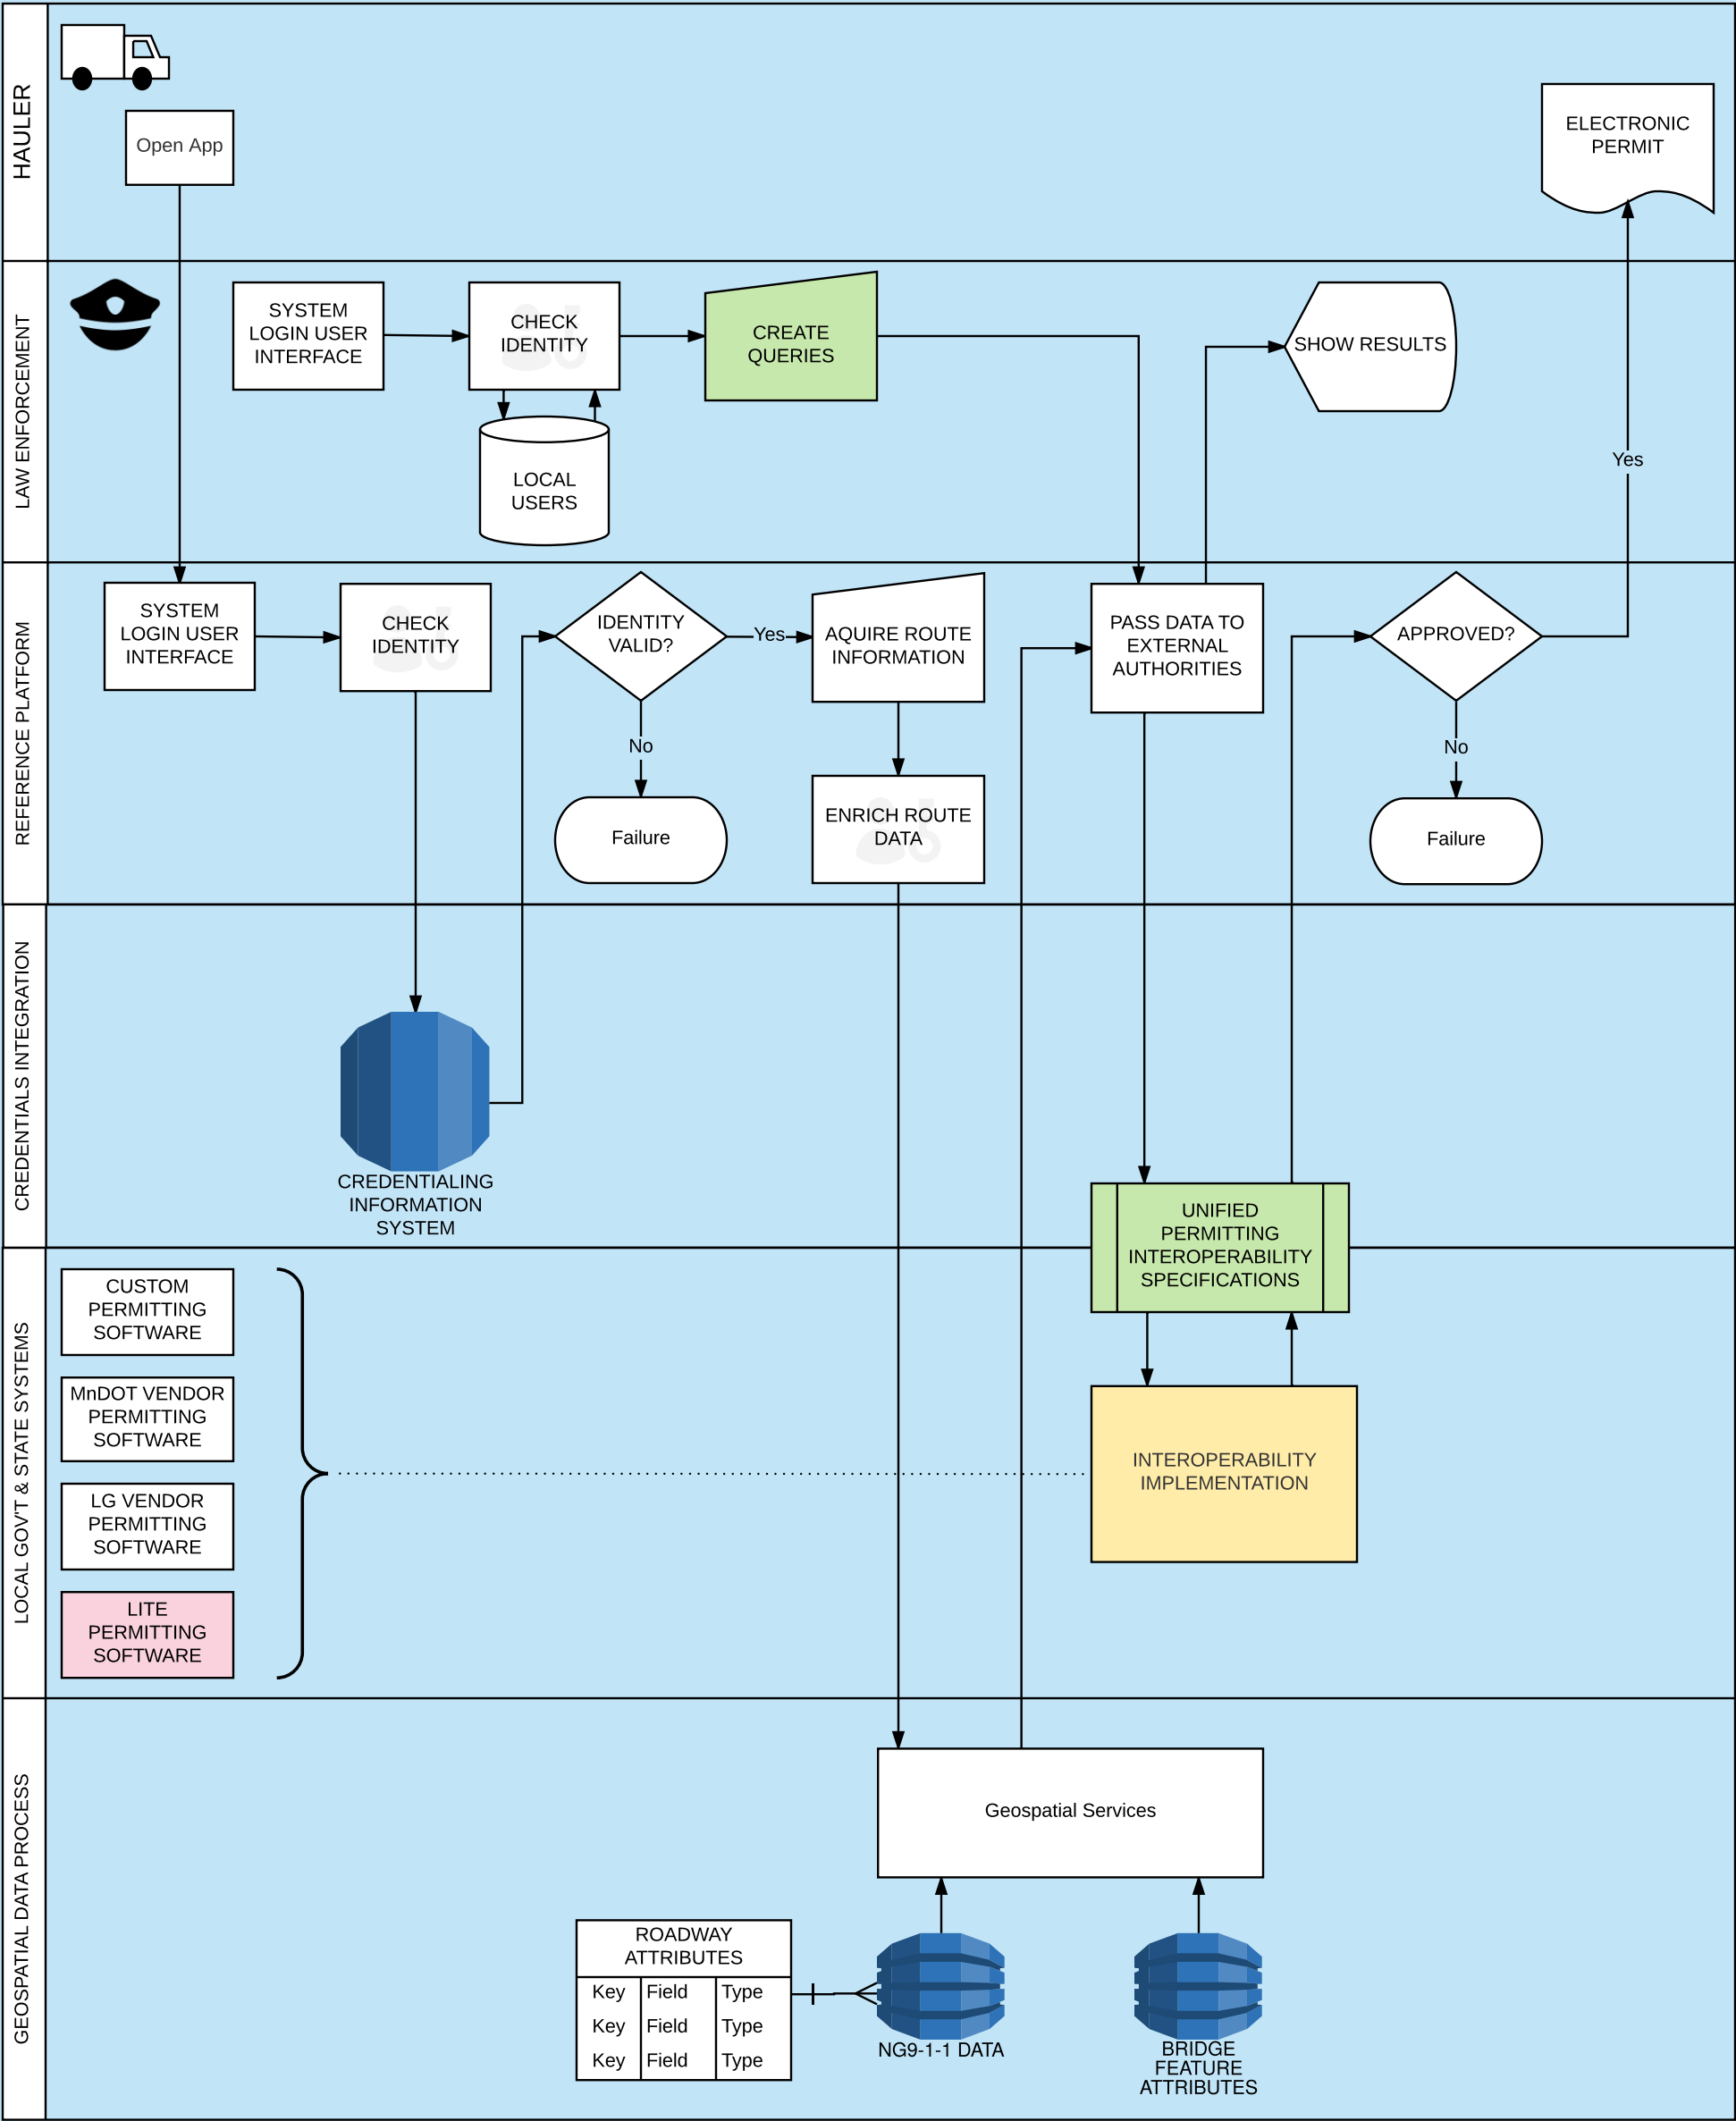 HAULER
Open App
ELECTRONIC
PERMIT
LAW ENFORCEMENT
SYSTEM
LOGIN USER
INTERFACE
CHECK
IDENTITY
CREATE
QUERIES
SHOW RESULTS
LOCAL
USERS
Yes
REFERENCE PLATFORM
SYSTEM
LOGIN USER
INTERFACE
CHECK
IDENTITY
IDENTITY
VALID?
Yes
AQUIRE ROUTE
INFORMATION
PASS DATA TO
EXTERNAL
AUTHORITIES
APPROVED?
No
No
Failure
ENRICH ROUTE
DATA
Failure
CREDENTIALS INTEGRATION
CREDENTIALING
INFORMATION
SYSTEM
UNIFIED
PERMITTING
INTEROPERABILITY
SPECIFICATIONS
LOCAL GOV'T & STATE SYSTEMS
CUSTOM
PERMITTING
SOFTWARE
MnDOT VENDOR
PERMITTING
SOFTWARE
LG VENDOR
PERMITTING
SOFTWARE
LITE
PERMITTING
SOFTWARE
INTEROPERABILITY
IMPLEMENTATION
GEOSPATIAL DATA PROCESS
Geospatial Services
ROADWAY
ATTRIBUTES
Key Field Type
Key Field Type
Key Field Type
NG9-1-1 DATA
BRIDGE
FEATURE
ATTRIBUTES